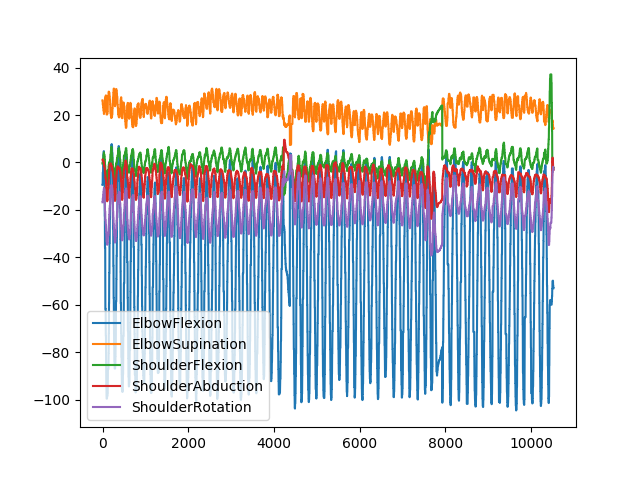 40
20
0
−20
−40
−60
−80
−100
ElbowFlexion
ElbowSupination
ShoulderFlexion
ShoulderAbduction
ShoulderRotation
0 2000 4000 6000 8000 10000